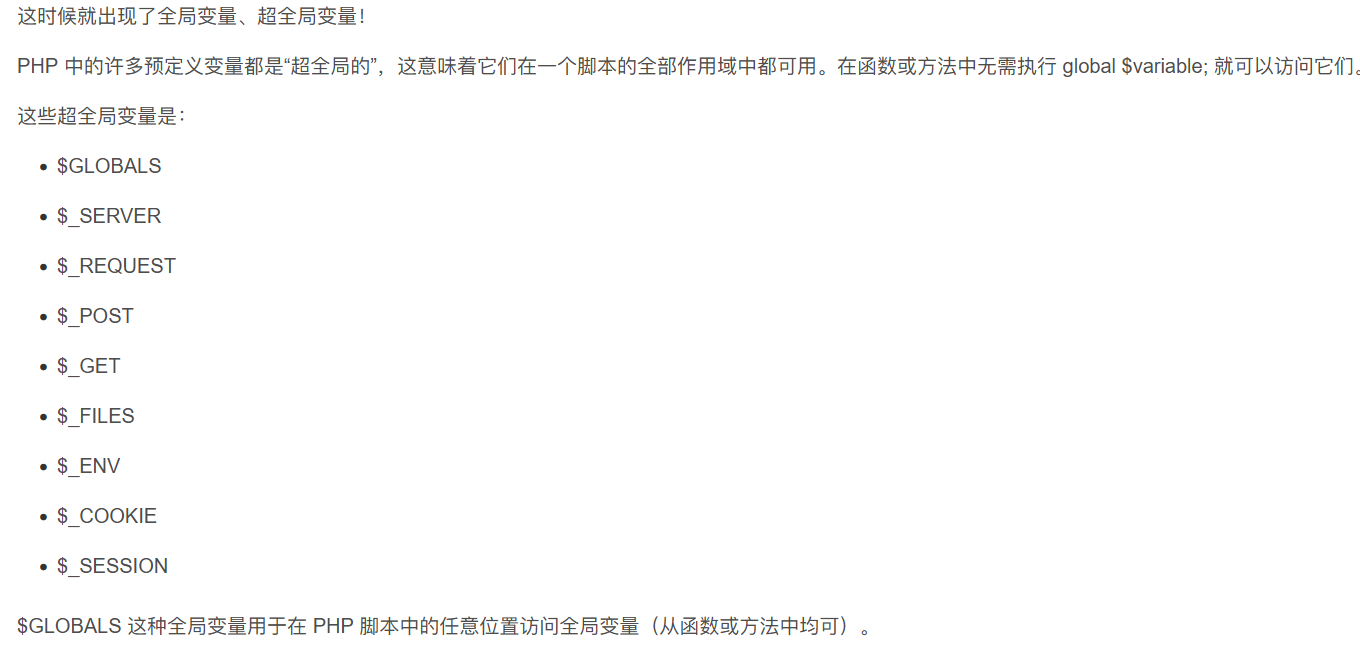 这时候就出现了全局变量、超全局变量！
PHP 中的许多预定义变量都是“超全局的”，这意味着它们在一个脚本的全部作用域中都可用。在函数或方法中无需执行 global $variable; 就可以访问它们。
这些超全局变量是：
• $GLOBALS
• $_SERVER
• $_REQUEST
• $_POST
• $_GET
• $_FILES
• $_ENV
• $_COOKIE
• $_SESSION
$GLOBALS 这种全局变量用于在 PHP 脚本中的任意位置访问全局变量（从函数或方法中均可）。